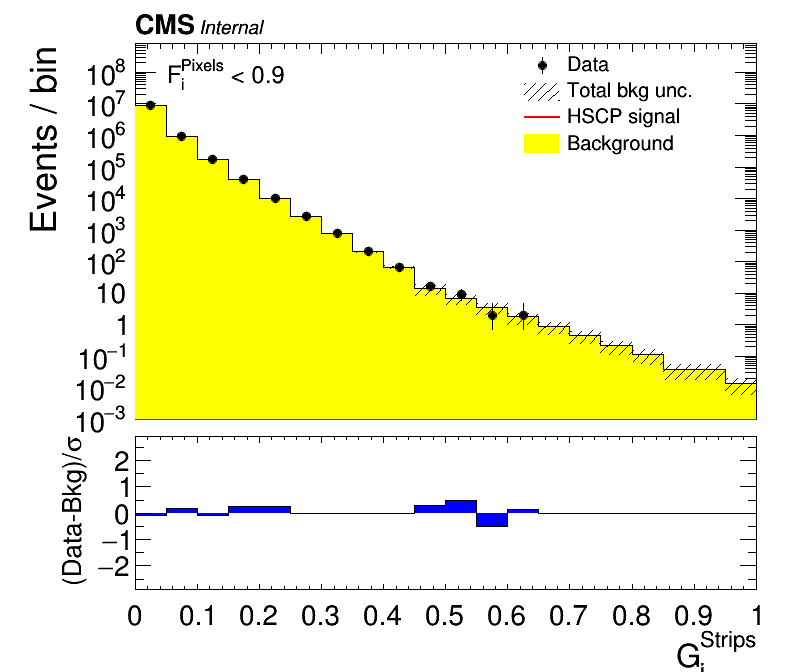 CMS Internal
F_i^Pixels < 0.9
Data
Total bkg unc.
HSCP signal
Background
Events / bin
10^8
10^7
10^6
10^5
10^4
10^3
10^2
10
1
10^−1
10^−2
10^−3
(Data-Bkg)/σ
2
1
0
−1
−2
0 0.1 0.2 0.3 0.4 0.5 0.6 0.7 0.8 0.9 1
G_i^Strips